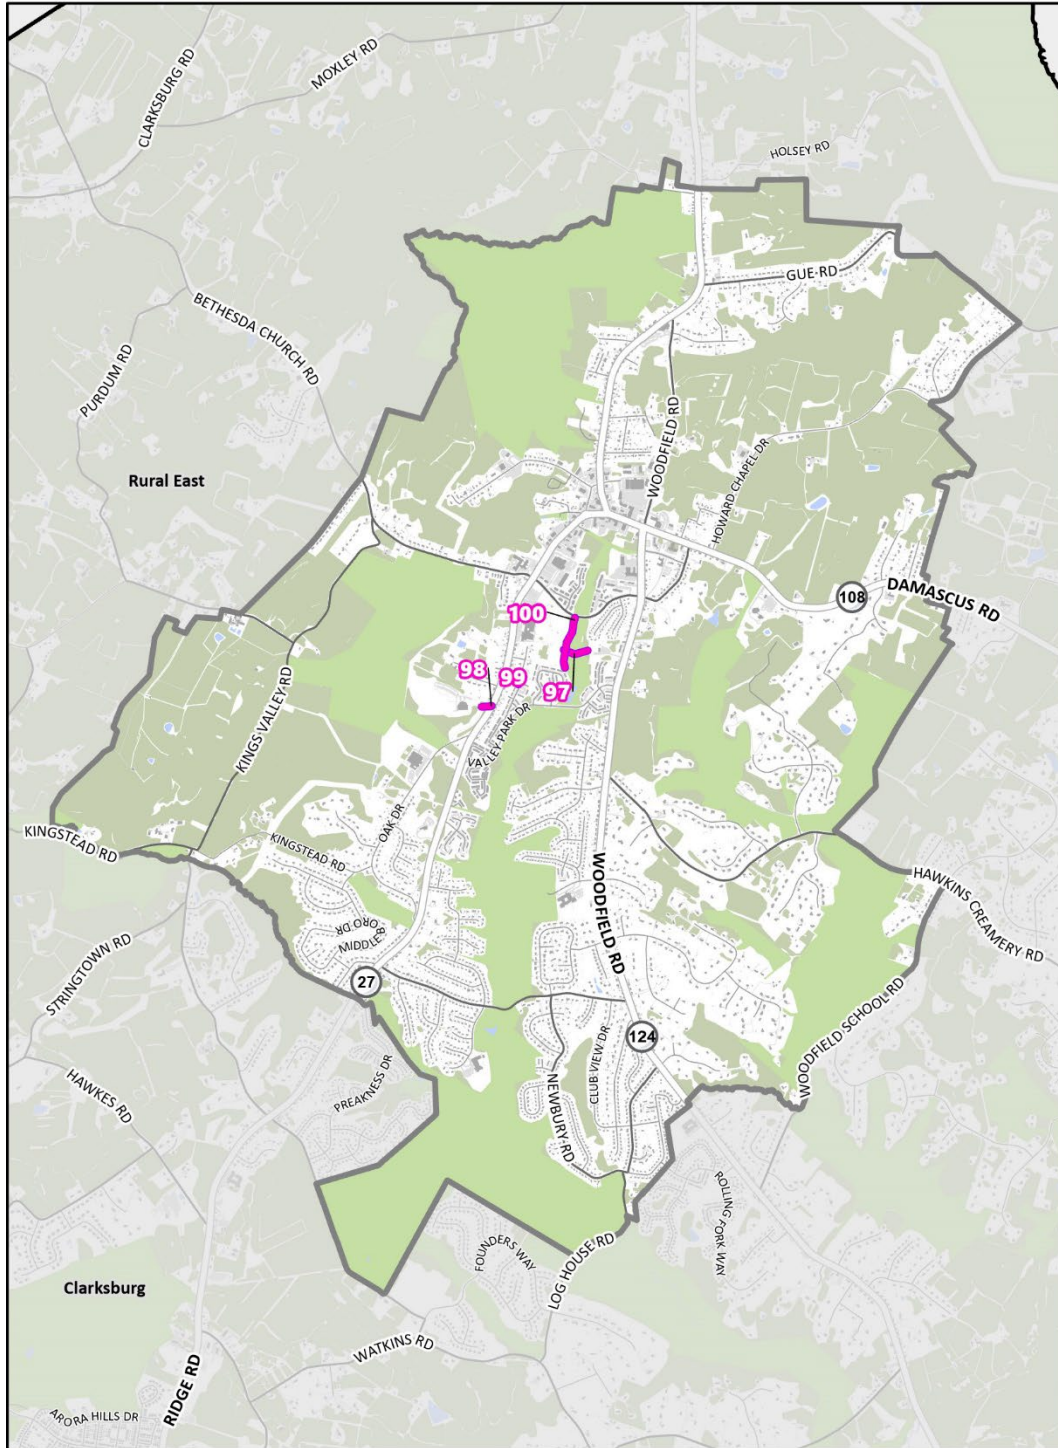 MOXLEY RD
CLARKSBURG RD
HOLSEY RD
GUE RD
BETHESDA CHURCH RD
PURDUM RD
WOODFIELD RD
HOWARD CHAPEL DR
Rural East
108
DAMASCUS RD
100
98
99
97
KINGS VALLEY RD
VALLEY PARK DR
OAK DR
KINGSTEAD RD
KINGSTEAD RD
WOODFIELD RD
HAWKINS CREAMERY RD
MIDDLEBORO DR
STRINGTOWN RD
27
WOODFIELD SCHOOL RD
124
CLUB VIEW DR
HAWKES RD
PREAKNESS DR
NEWBURY RD
ROLLING FORK WAY
FOUNDERS WAY
LOG HOUSE RD
Clarksburg
WATKINS RD
RIDGE RD
ARORA HILLS DR